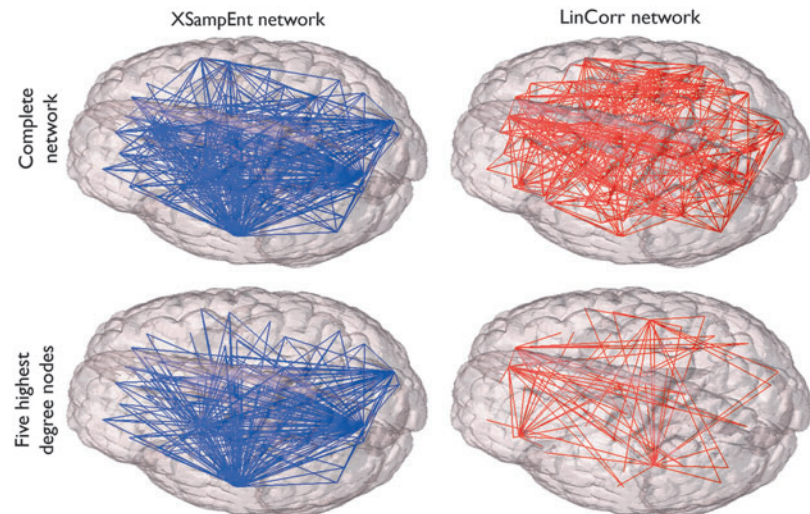 XSampEnt network
LinCorr network
Complete
network
Five highest
degree nodes